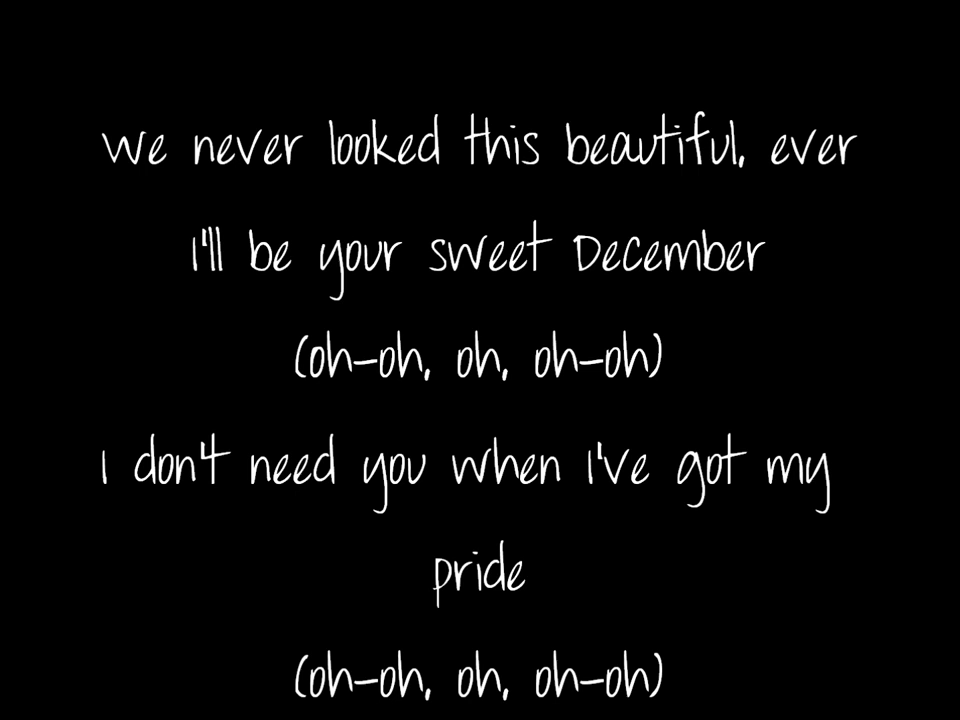 We never looked this beautiful, ever
I'll be your sweet December
(oh-oh, oh, oh-oh)
I don't need you when I've got my
pride
(oh-oh, oh, oh-oh)